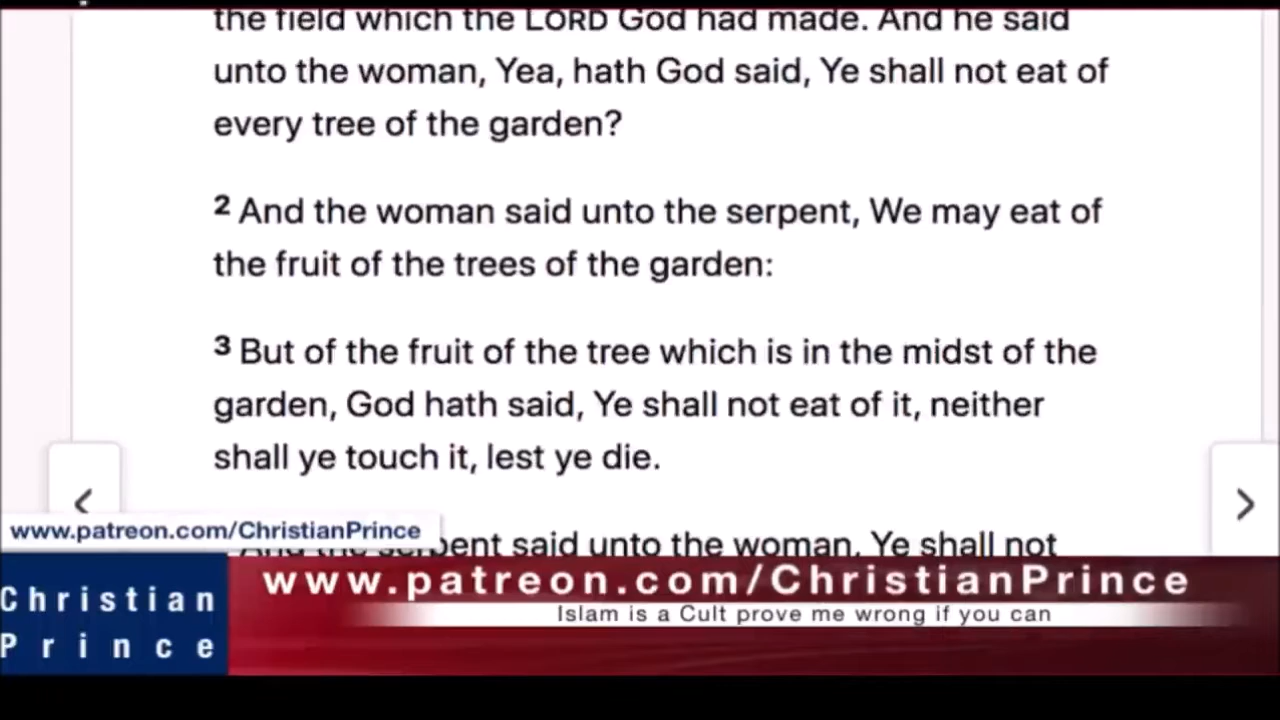 the field which the LORD God had made. And he said
unto the woman, Yea, hath God said, Ye shall not eat of
every tree of the garden?
2 And the woman said unto the serpent, We may eat of
the fruit of the trees of the garden:
3 But of the fruit of the tree which is in the midst of the
garden, God hath said, Ye shall not eat of it, neither
shall ye touch it, lest ye die.
And the serpent said unto the woman, Ye shall not
www.patreon.com/ChristianPrince
www.patreon.com/ChristianPrince
Islam is a Cult prove me wrong if you can
Christian
Prince